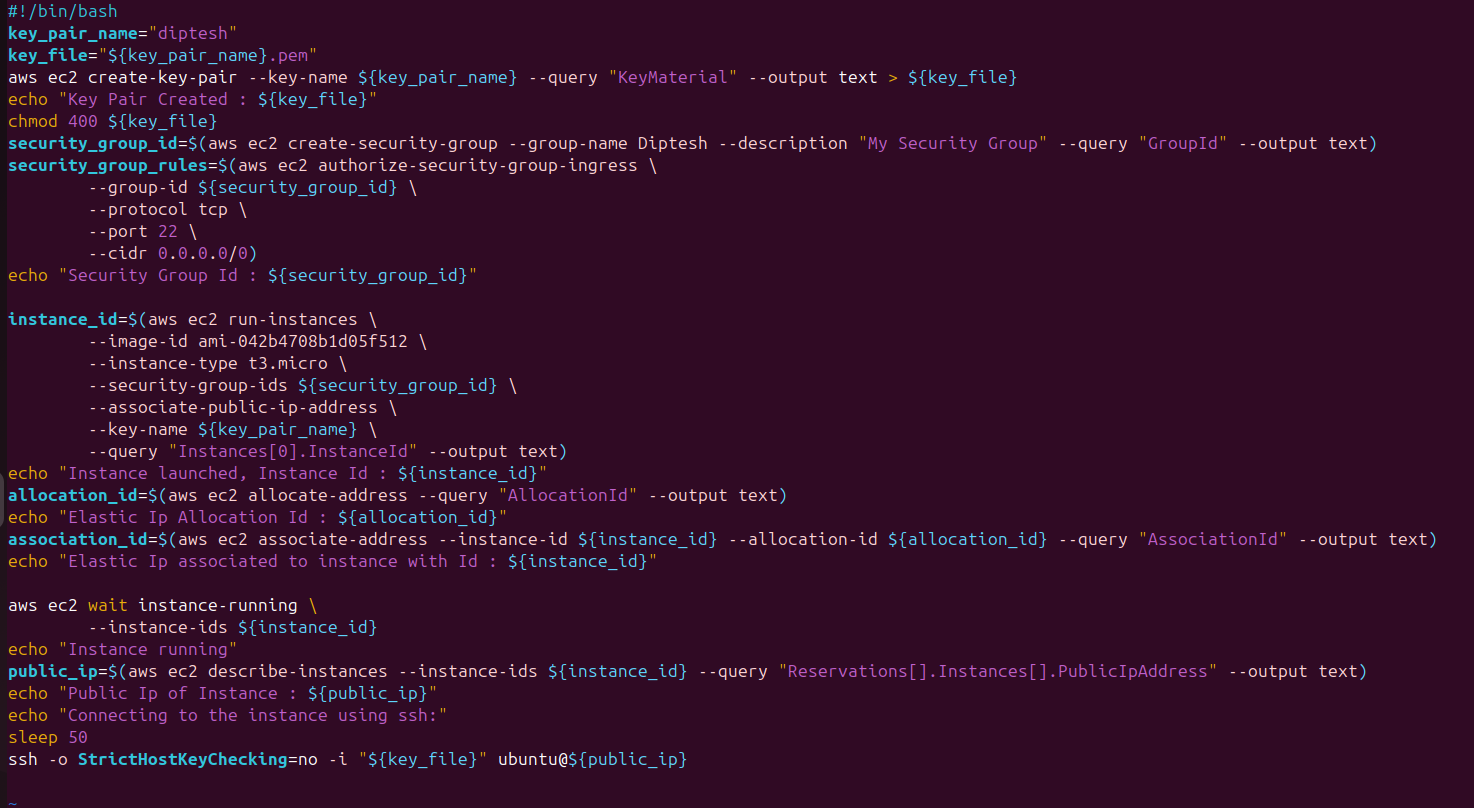 #!/bin/bash
key_pair_name="diptesh"
key_file="${key_pair_name}.pem"
aws ec2 create-key-pair --key-name ${key_pair_name} --query "KeyMaterial" --output text > ${key_file}
echo "Key Pair Created : ${key_file}"
chmod 400 ${key_file}
security_group_id=$(aws ec2 create-security-group --group-name Diptesh --description "My Security Group" --query "GroupId" --output text)
security_group_rules=$(aws ec2 authorize-security-group-ingress \
        --group-id ${security_group_id} \
        --protocol tcp \
        --port 22 \
        --cidr 0.0.0.0/0)
echo "Security Group Id : ${security_group_id}"

instance_id=$(aws ec2 run-instances \
        --image-id ami-042b4708b1d05f512 \
        --instance-type t3.micro \
        --security-group-ids ${security_group_id} \
        --associate-public-ip-address \
        --key-name ${key_pair_name} \
        --query "Instances[0].InstanceId" --output text)
echo "Instance launched, Instance Id : ${instance_id}"
allocation_id=$(aws ec2 allocate-address --query "AllocationId" --output text)
echo "Elastic Ip Allocation Id : ${allocation_id}"
association_id=$(aws ec2 associate-address --instance-id ${instance_id} --allocation-id ${allocation_id} --query "AssociationId" --output text)
echo "Elastic Ip associated to instance with Id : ${instance_id}"

aws ec2 wait instance-running \
        --instance-ids ${instance_id}
echo "Instance running"
public_ip=$(aws ec2 describe-instances --instance-ids ${instance_id} --query "Reservations[].Instances[].PublicIpAddress" --output text)
echo "Public Ip of Instance : ${public_ip}"
echo "Connecting to the instance using ssh:"
sleep 50
ssh -o StrictHostKeyChecking=no -i "${key_file}" ubuntu@${public_ip}

~